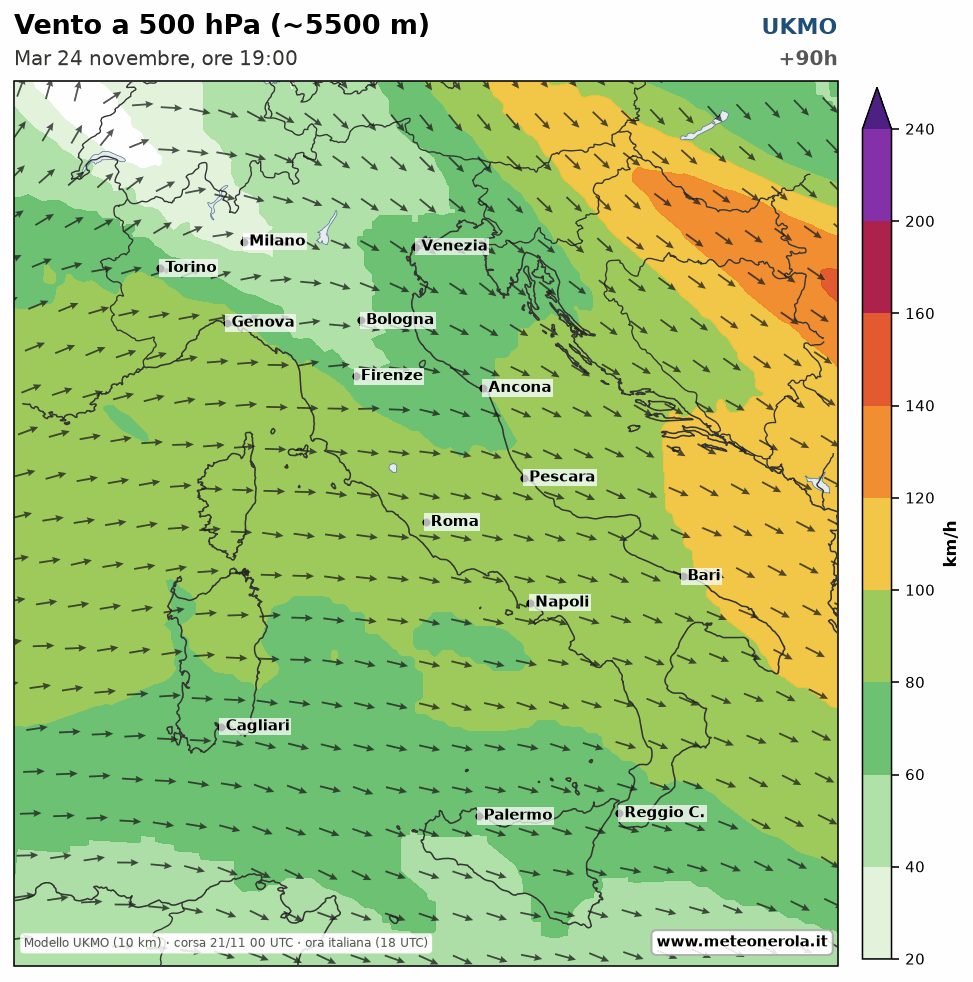 Vento a 500 hPa (~5500 m)
UKMO
Mar 24 novembre, ore 19:00
+90h
Milano
Venezia
Torino
Genova
Bologna
Firenze
Ancona
Pescara
Roma
Bari
Napoli
Cagliari
Palermo
Reggio C.
240
200
160
140
120
100
80
60
40
20
km/h
Modello UKMO (10 km) · corsa 21/11 00 UTC · ora italiana (18 UTC)
www.meteonerola.it